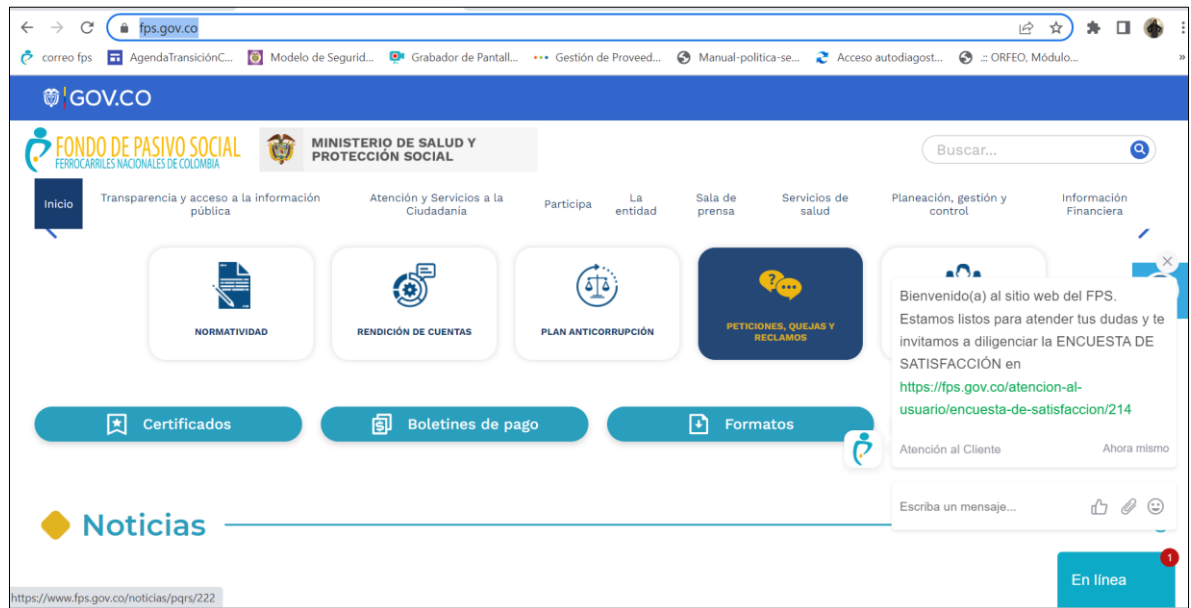 fps.gov.co
correo fps
AgendaTransiciónC...
Modelo de Segurid...
Grabador de Pantall...
Gestión de Proveed...
Manual-politica-se...
Acceso autodiagost...
.:: ORFEO, Módulo...
»
GOV.CO
FONDO DE PASIVO SOCIAL
FERROCARRILES NACIONALES DE COLOMBIA
MINISTERIO DE SALUD Y
PROTECCIÓN SOCIAL
Buscar...
Inicio
Transparencia y acceso a la información
pública
Atención y Servicios a la
Ciudadanía
Participa
La
entidad
Sala de
prensa
Servicios de
salud
Planeación, gestión y
control
Información
Financiera
NORMATIVIDAD
RENDICIÓN DE CUENTAS
PLAN ANTICORRUPCIÓN
PETICIONES, QUEJAS Y
RECLAMOS
Bienvenido(a) al sitio web del FPS.
Estamos listos para atender tus dudas y te
invitamos a diligenciar la ENCUESTA DE
SATISFACCIÓN en
https://fps.gov.co/atencion-al-
usuario/encuesta-de-satisfaccion/214
Atención al Cliente
Ahora mismo
Certificados
Boletines de pago
Formatos
Escriba un mensaje...
Noticias
1
En línea
https://www.fps.gov.co/noticias/pqrs/222